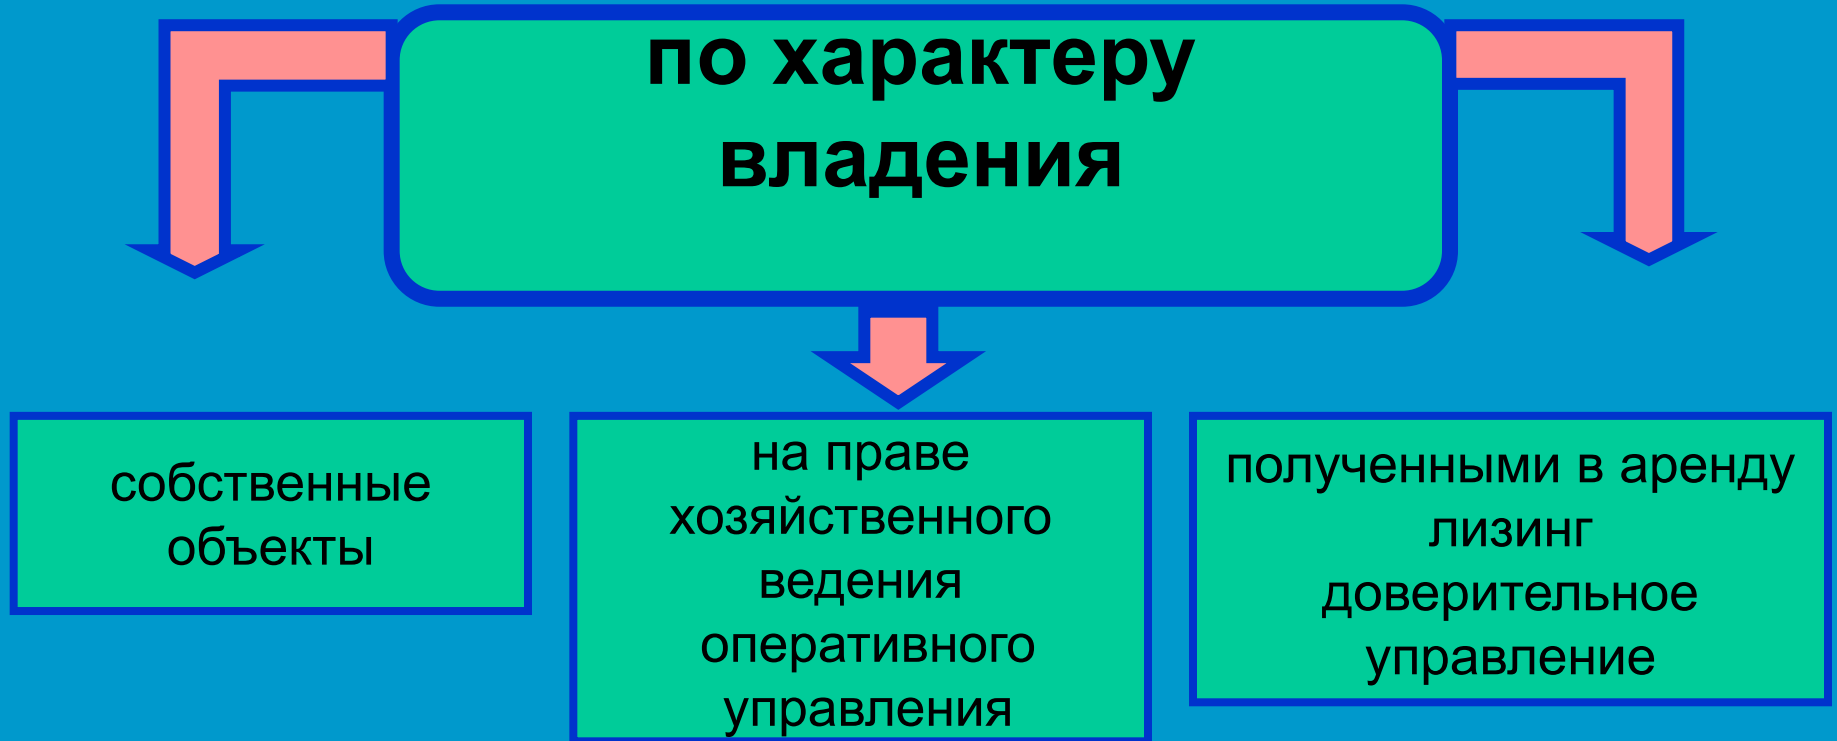 по характеру
владения
собственные
объекты
на праве
хозяйственного
ведения
оперативного
управления
полученными в аренду
лизинг
доверительное
управление